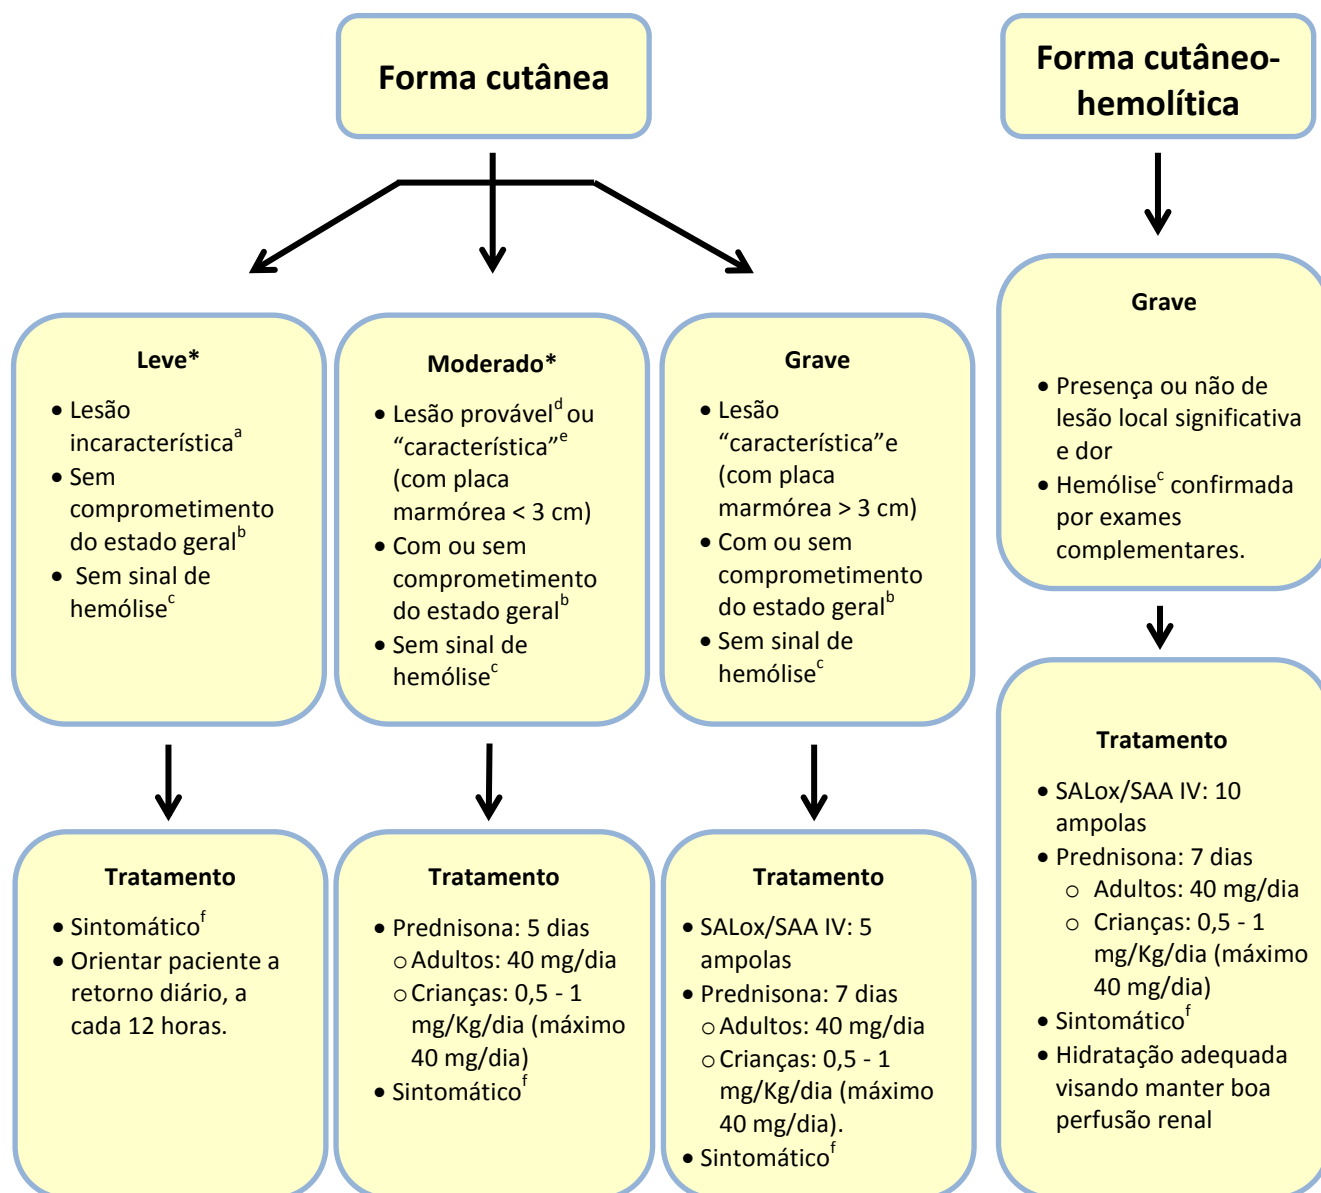 Forma cutânea
Forma cutâneo-
hemolítica
Leve*
• Lesão
incaracterística^a
• Sem
comprometimento
do estado geral^b
• Sem sinal de
hemólise^c
Moderado*
• Lesão provável^d ou
“característica”^e
(com placa
marmórea < 3 cm)
• Com ou sem
comprometimento
do estado geral^b
• Sem sinal de
hemólise^c
Grave
• Lesão
“característica”e
(com placa
marmórea > 3 cm)
• Com ou sem
comprometimento
do estado geral^b
• Sem sinal de
hemólise^c
Grave
• Presença ou não de
lesão local significativa
e dor
• Hemólise^c confirmada
por exames
complementares.
Tratamento
• Sintomático^f
• Orientar paciente a
retorno diário, a
cada 12 horas.
Tratamento
• Prednisona: 5 dias
o Adultos: 40 mg/dia
o Crianças: 0,5 - 1
mg/Kg/dia (máximo
40 mg/dia)
• Sintomático^f
Tratamento
• SALox/SAA IV: 5
ampolas
• Prednisona: 7 dias
o Adultos: 40 mg/dia
o Crianças: 0,5 - 1
mg/Kg/dia (máximo
40 mg/dia).
• Sintomático^f
Tratamento
• SALox/SAA IV: 10
ampolas
• Prednisona: 7 dias
o Adultos: 40 mg/dia
o Crianças: 0,5 - 1
mg/Kg/dia (máximo
40 mg/dia)
• Sintomático^f
• Hidratação adequada
visando manter boa
perfusão renal